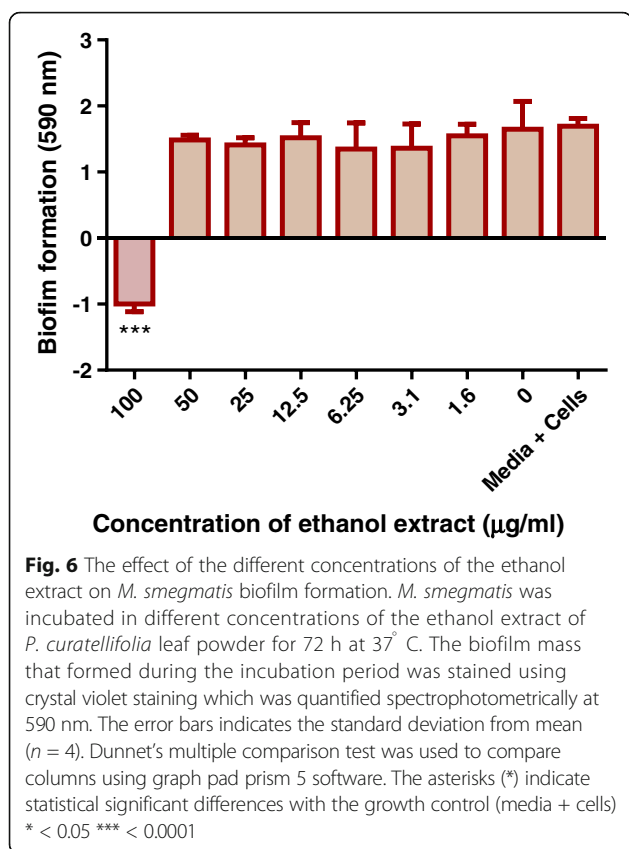 3
2
1
0
-1
-2
Biofim formation (590 nm)
***
100
50
25
12.5
6.25
3.1
1.6
0
Media + Cells
Concentration of ethanol extract (μg/ml)
Fig. 6 The effect of the different concentrations of the ethanol
extract on M. smegmatis biofilm formation. M. smegmatis was
incubated in different concentrations of the ethanol extract of
P. curatellifolia leaf powder for 72 h at 37° C. The biofilm mass
that formed during the incubation period was stained using
crystal violet staining which was quantified spectrophotometrically at
590 nm. The error bars indicates the standard deviation from mean
(n = 4). Dunnet's multiple comparison test was used to compare
columns using graph pad prism 5 software. The asterisks (*) indicate
statistical significant differences with the growth control (media + cells)
* < 0.05 *** < 0.0001